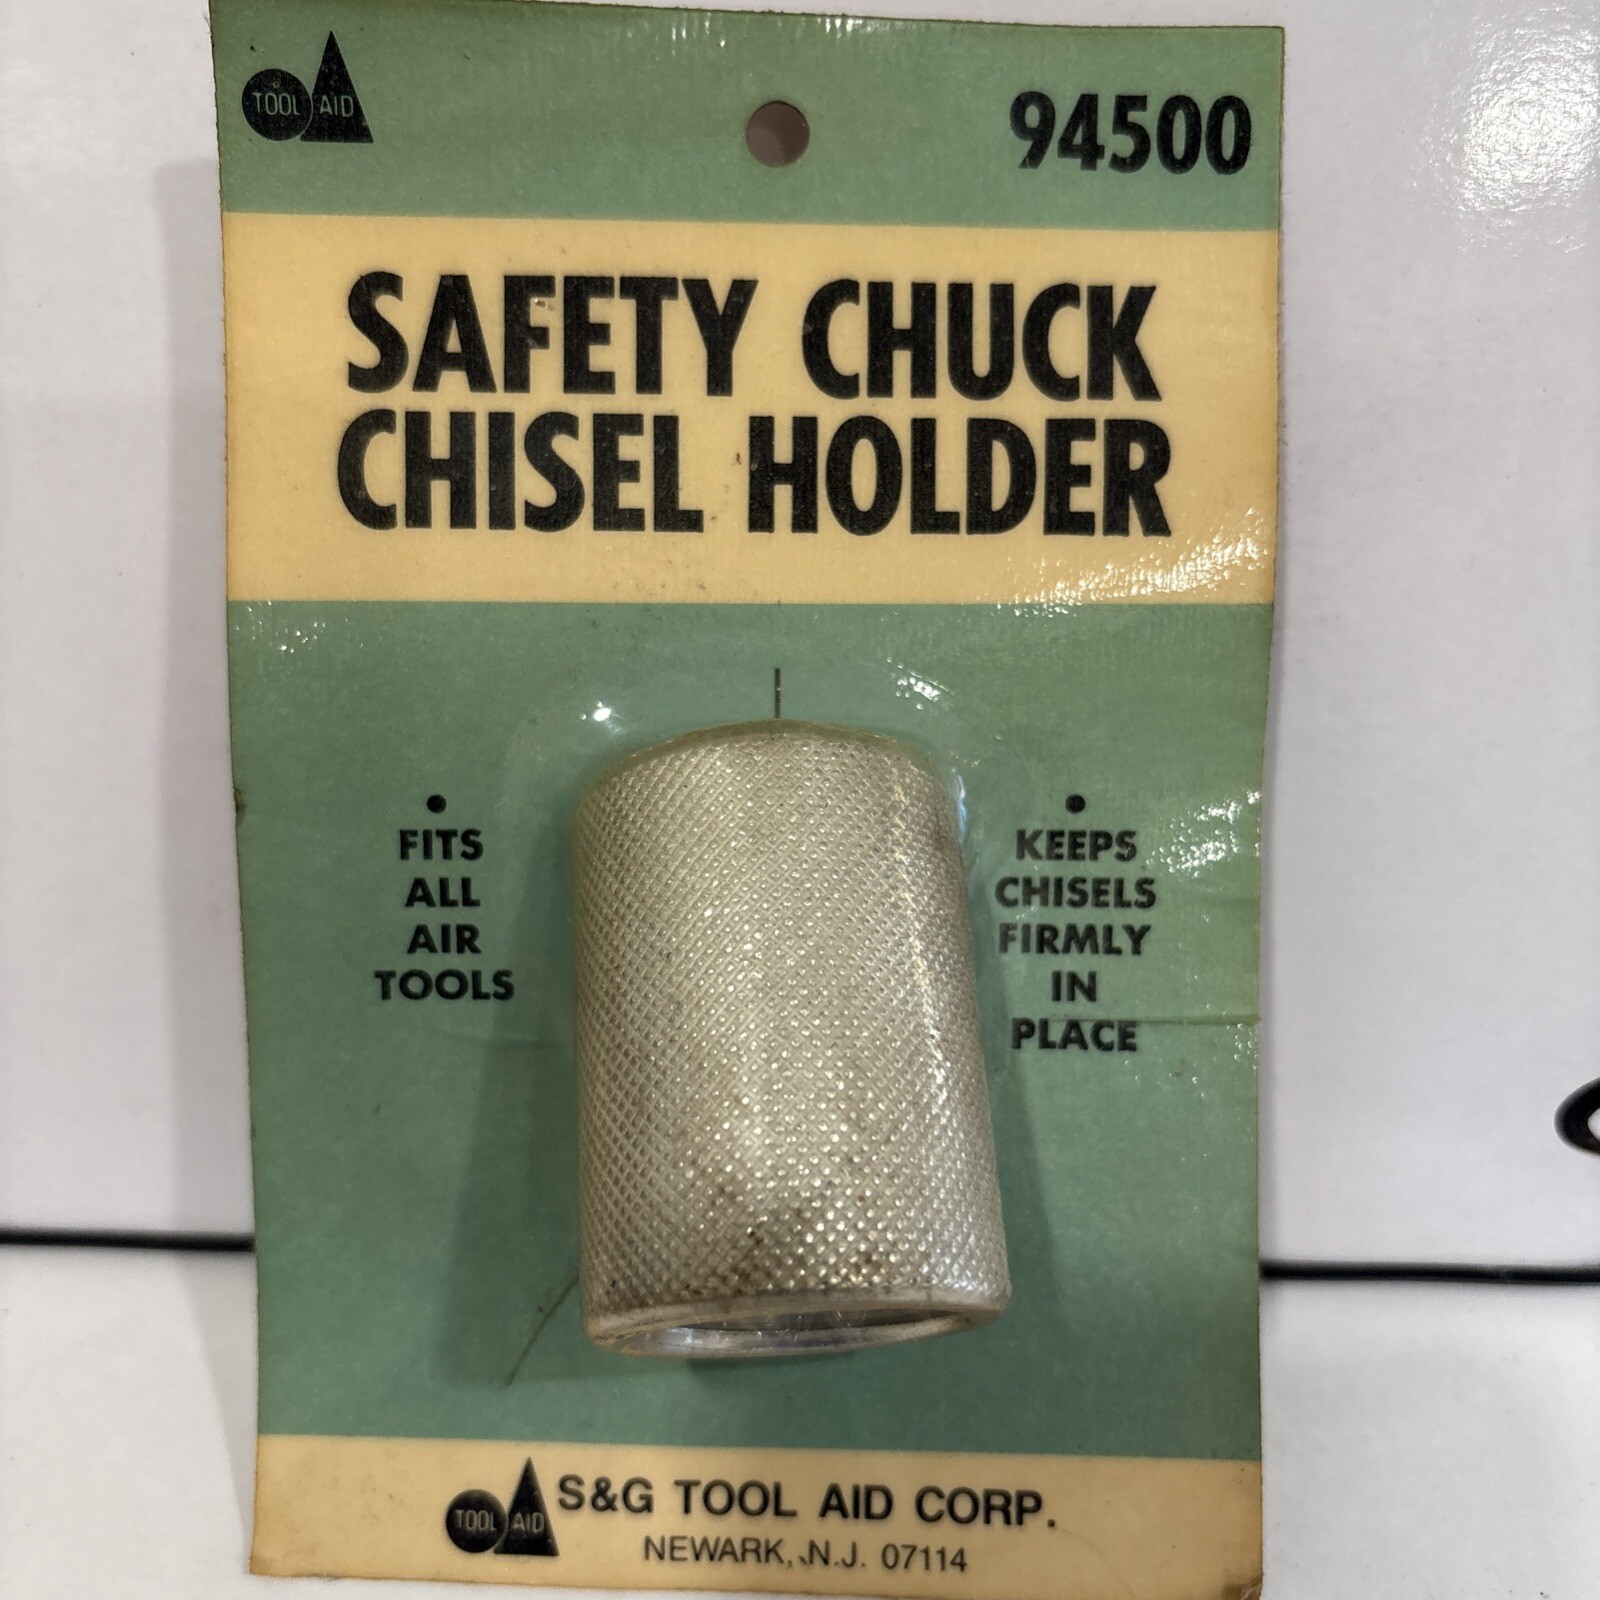 TOOL AID
94500
SAFETY CHUCK
CHISEL HOLDER
• FITS
ALL
AIR
TOOLS
• KEEPS
CHISELS
FIRMLY
IN
PLACE
TOOL AID
S&G TOOL AID CORP.
NEWARK, N.J. 07114